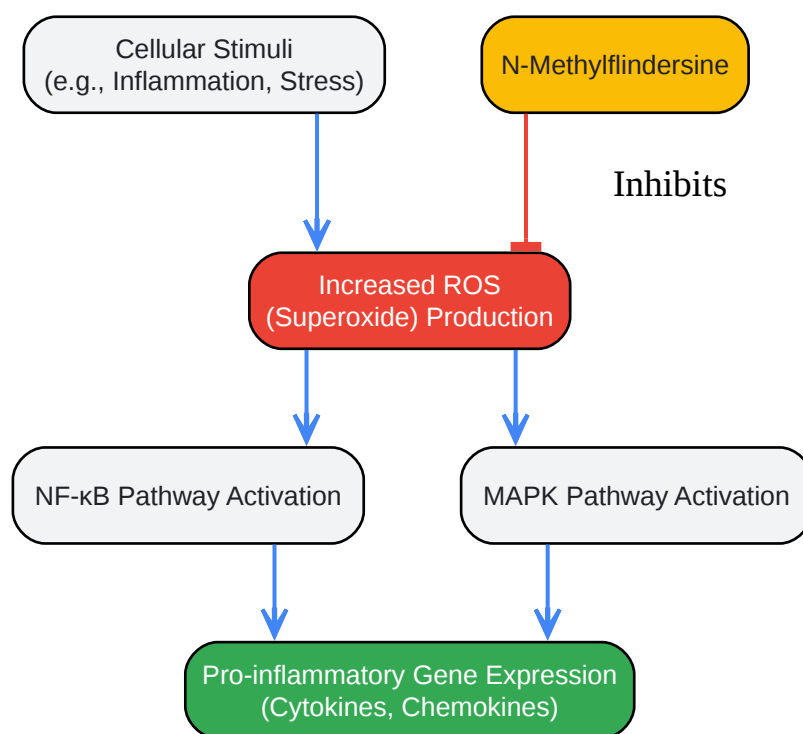 Cellular Stimuli
(e.g., Inflammation, Stress)
N-Methylflindersine
Inhibits
Increased ROS
(Superoxide) Production
NF-κB Pathway Activation
MAPK Pathway Activation
Pro-inflammatory Gene Expression
(Cytokines, Chemokines)